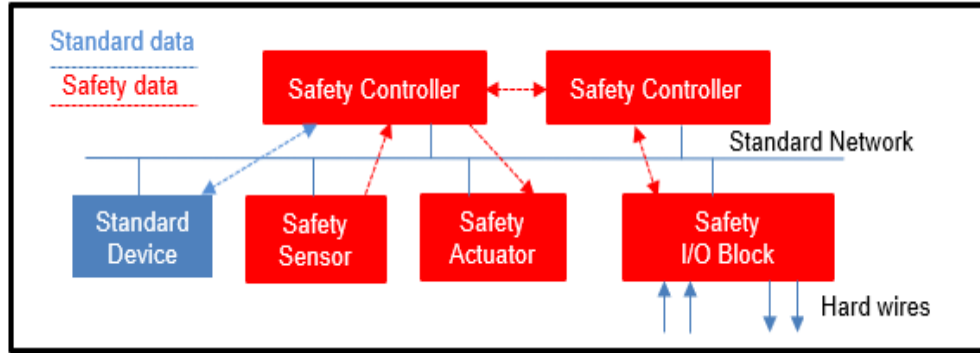 Standard data
Safety data
Safety Controller
Safety Controller
Standard Network
Standard
Device
Safety
Sensor
Safety
Actuator
Safety
I/O Block
Hard wires